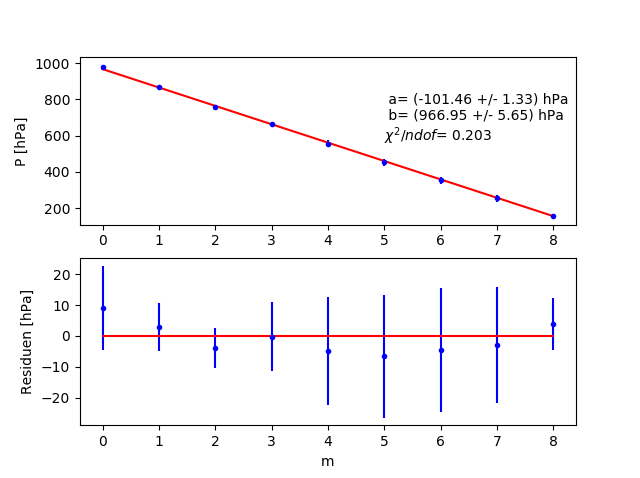 1000
800
600
400
200
P [hPa]
a= (-101.46 +/- 1.33) hPa
b= (966.95 +/- 5.65) hPa
χ²/ndof= 0.203
0 1 2 3 4 5 6 7 8
20
10
0
−10
−20
Residuen [hPa]
0 1 2 3 4 5 6 7 8
m